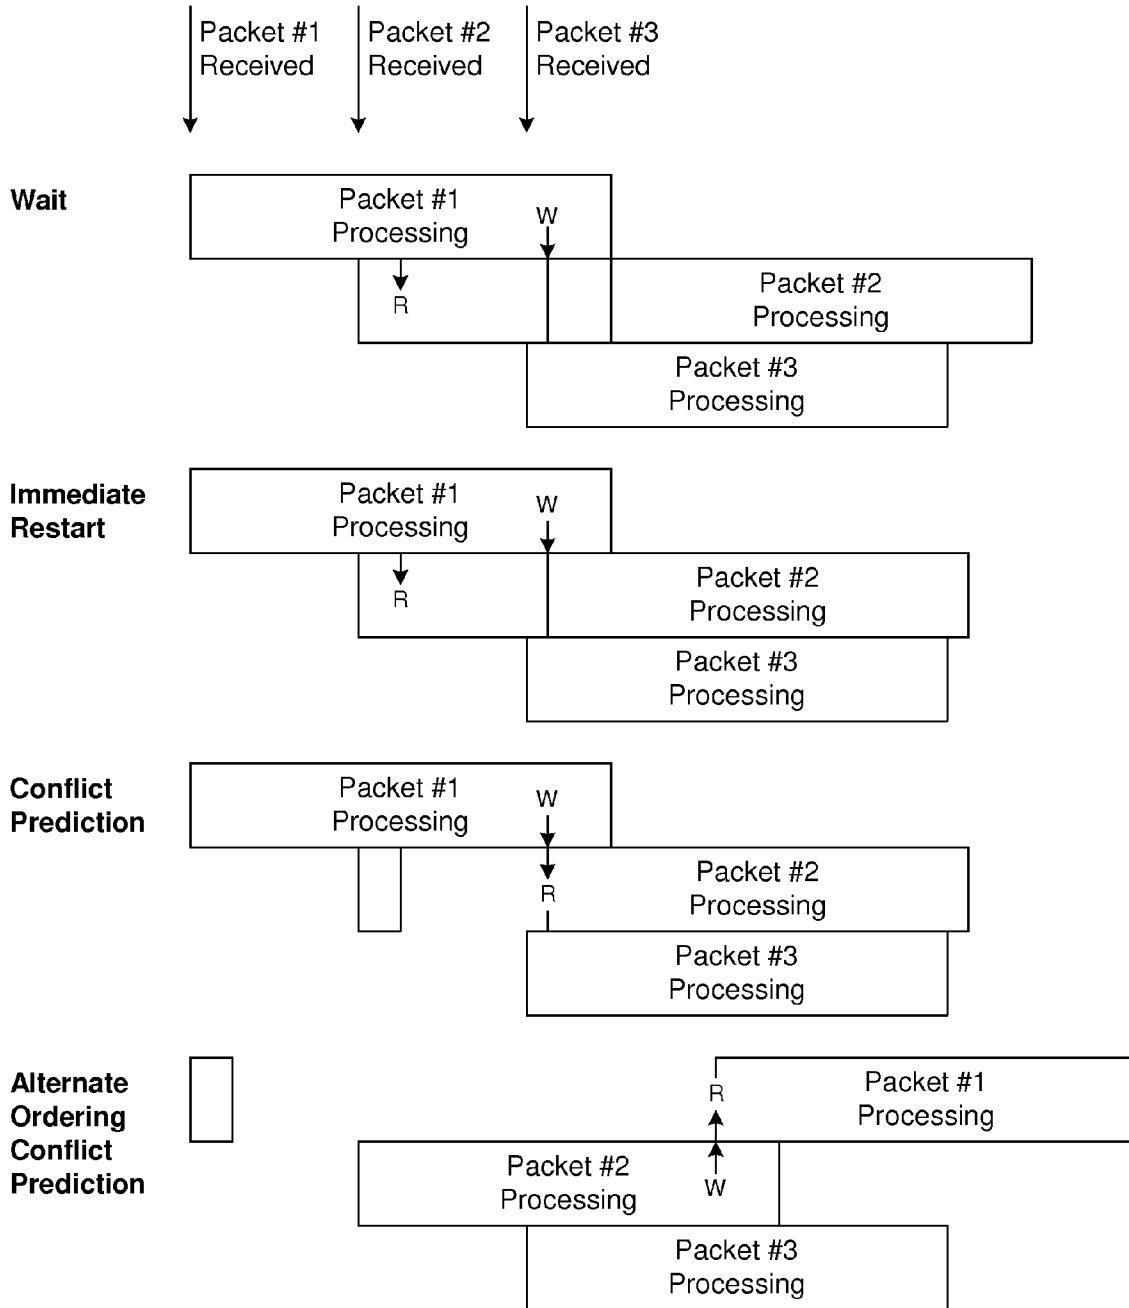 Packet #1
Received
Packet #2
Received
Packet #3
Received
Wait
Packet #1
Processing
W
R
Packet #2
Processing
Packet #3
Processing
Immediate
Restart
Packet #1
Processing
W
R
Packet #2
Processing
Packet #3
Processing
Conflict
Prediction
Packet #1
Processing
W
R
Packet #2
Processing
Packet #3
Processing
Alternate
Ordering
Conflict
Prediction
R
Packet #1
Processing
Packet #2
Processing
W
Packet #3
Processing